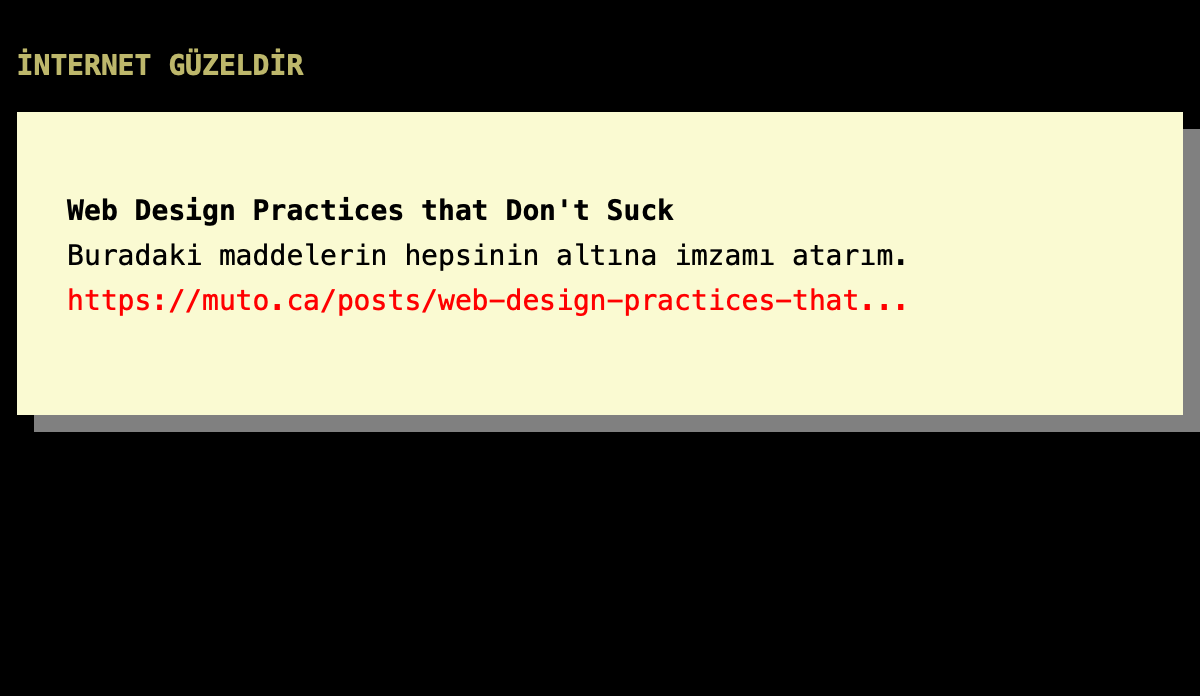 İNTERNET GÜZELDİR
Web Design Practices that Don't Suck
Buradaki maddelerin hepsinin altına imzamı atarım.
https://muto.ca/posts/web-design-practices-that...